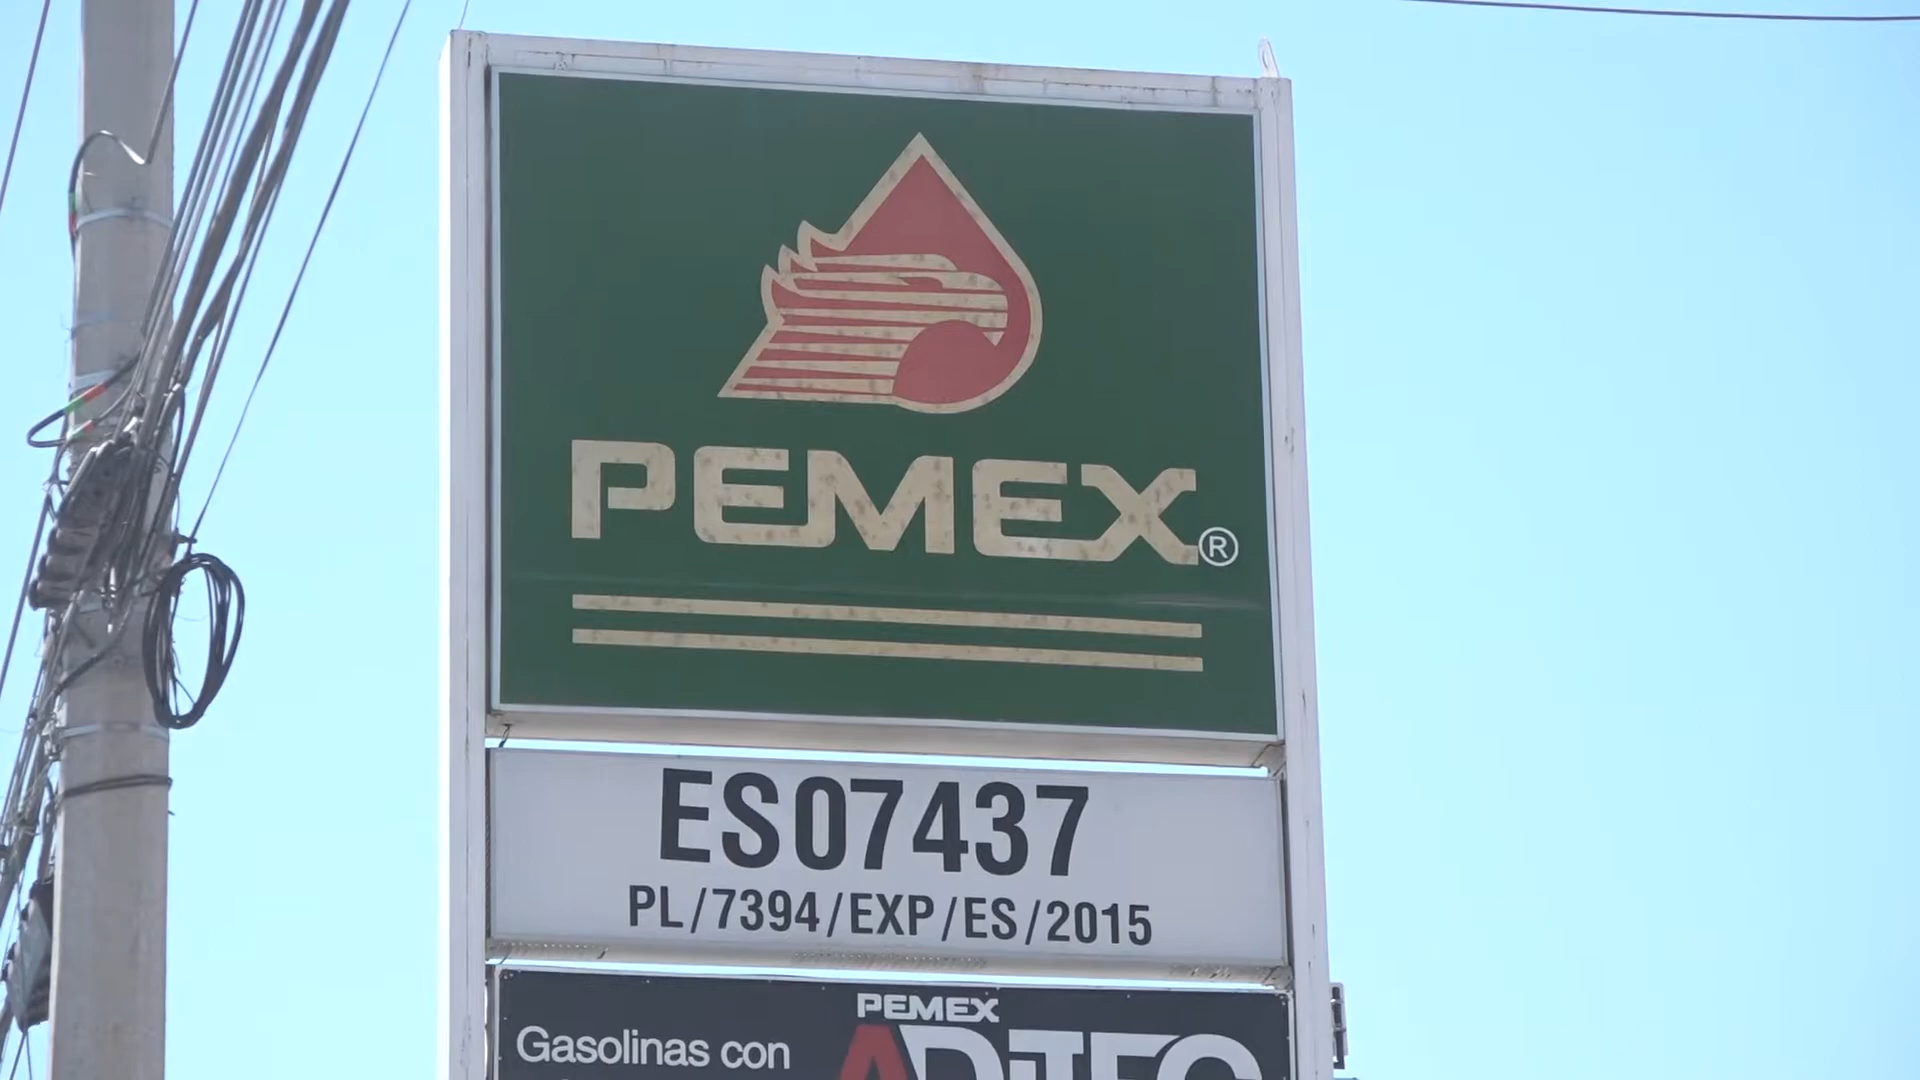 PEMEX®
ES07437
PL/7394/EXP/ES/2015
PEMEX
Gasolinas con